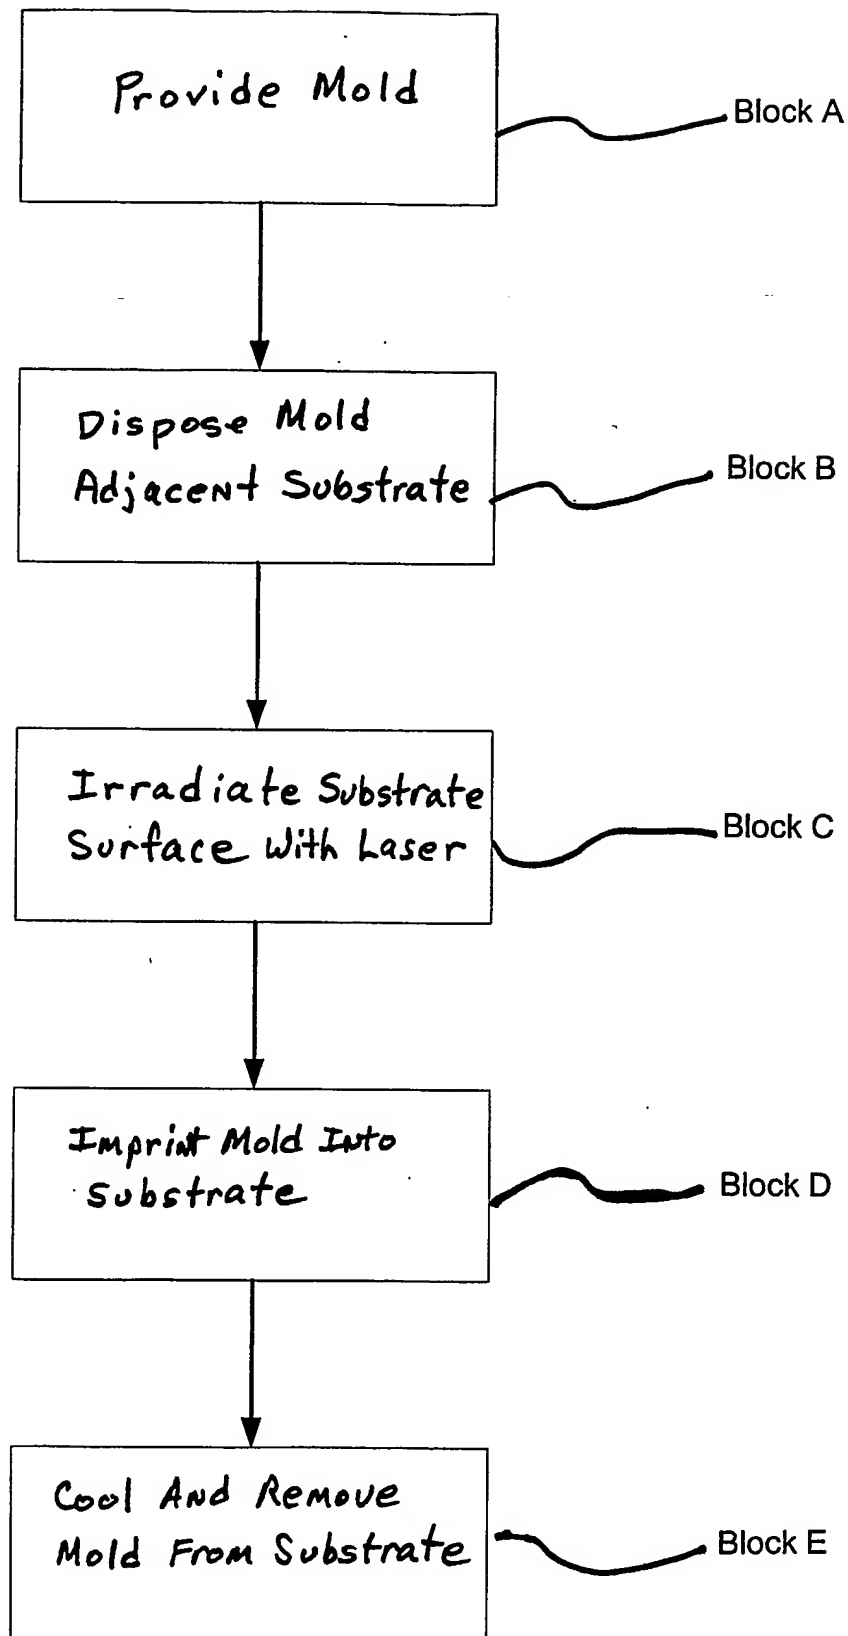 Provide Mold
Block A
Dispose Mold
Adjacent Substrate
Block B
Irradiate Substrate
Surface With Laser
Block C
Imprint Mold Into
Substrate
Block D
Cool And Remove
Mold From Substrate
Block E